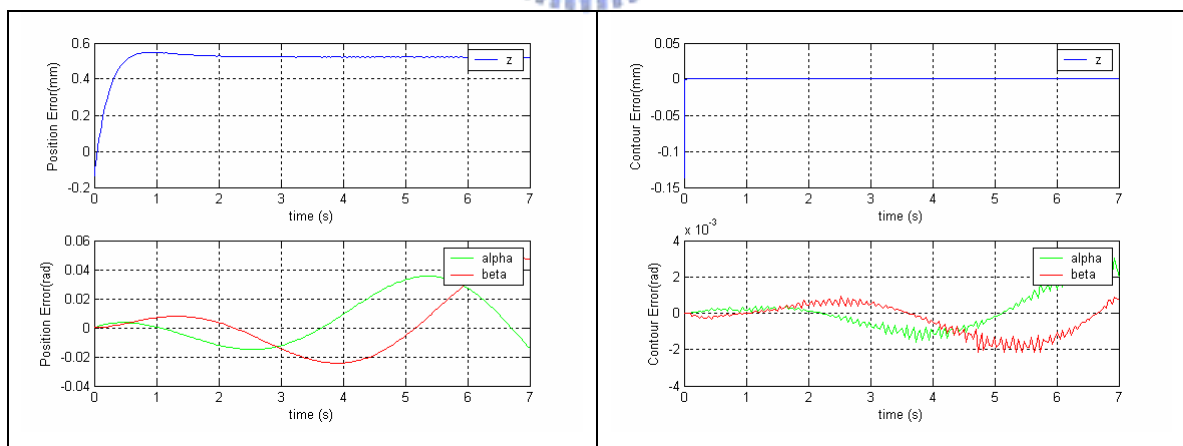 0.6
0.4
0.2
0
-0.2
Position Error(mm)
z
0 1 2 3 4 5 6 7
time (s)
0.06
0.04
0.02
0
-0.02
-0.04
Position Error(rad)
alpha
beta
0 1 2 3 4 5 6 7
time (s)
0.05
0
-0.05
-0.1
-0.15
Contour Error(mm)
z
0 1 2 3 4 5 6 7
time (s)
x 10⁻³
4
2
0
-2
-4
Contour Error(rad)
alpha
beta
0 1 2 3 4 5 6 7
time (s)